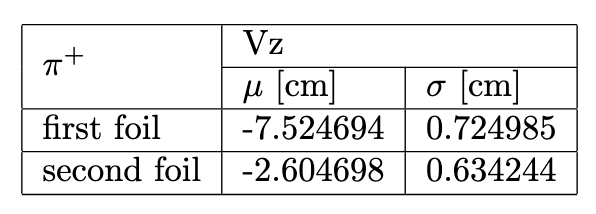 π⁺ Vz
μ [cm] σ [cm]
first foil -7.524694 0.724985
second foil -2.604698 0.634244